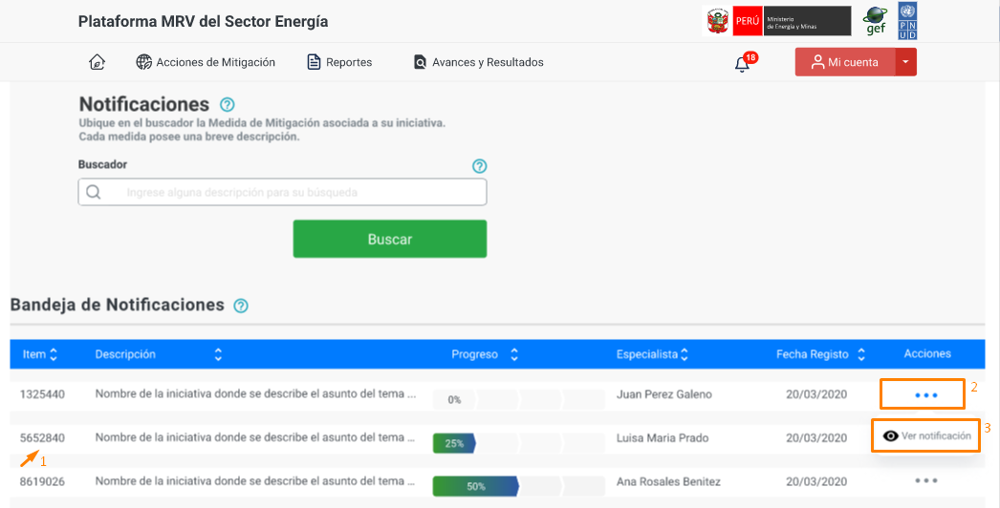 Plataforma MRV del Sector Energía
PERÚ
Ministerio
de Energía y Minas
gef
P N
U D
Acciones de Mitigación
Reportes
Avances y Resultados
18
Mi cuenta
Notificaciones ?
Ubique en el buscador la Medida de Mitigación asociada a su iniciativa.
Cada medida posee una breve descripción.
Buscador ?
Ingrese alguna descripción para su búsqueda
Buscar
Bandeja de Notificaciones ?
Item Descripción Progreso Especialista Fecha Registo Acciones
1325440 Nombre de la iniciativa donde se describe el asunto del tema ... 0% Juan Perez Galeno 20/03/2020 ... 2
5652840 Nombre de la iniciativa donde se describe el asunto del tema ... 25% Luisa Maria Prado 20/03/2020 Ver notificación 3
1
8619026 Nombre de la iniciativa donde se describe el asunto del tema ... 50% Ana Rosales Benitez 20/03/2020 ...